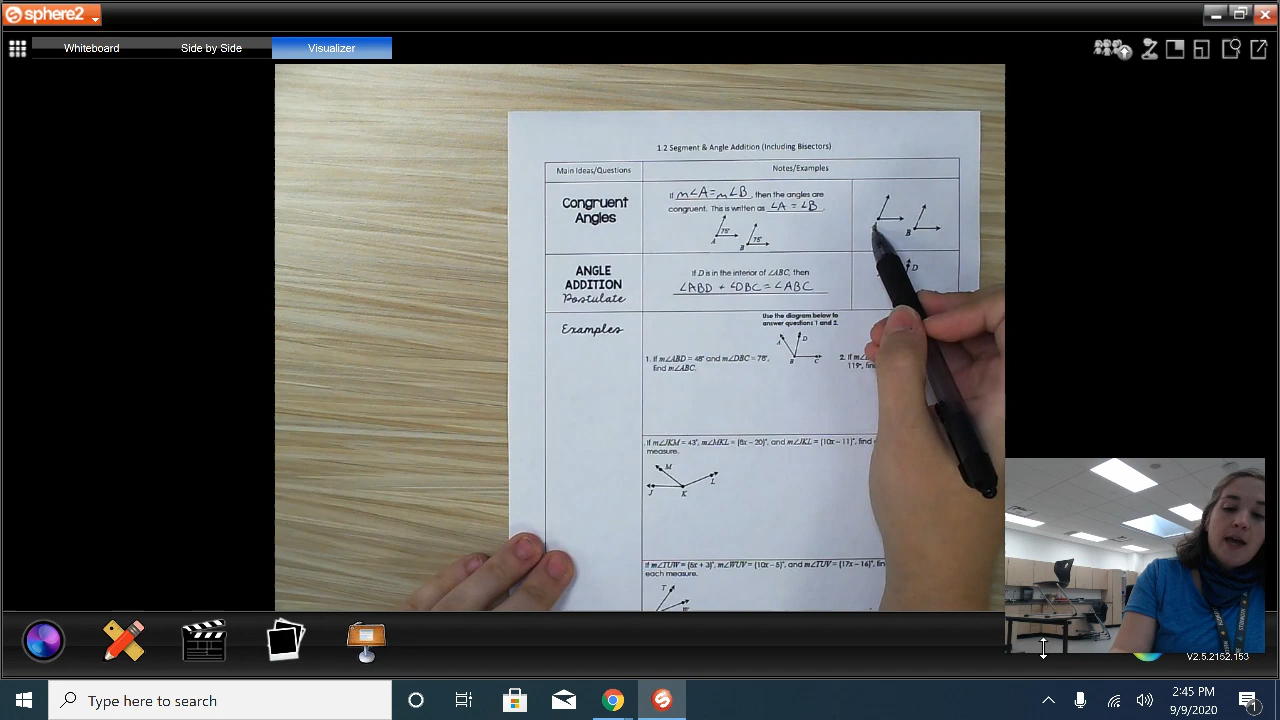 sphere2
Whiteboard
Side by Side
Visualizer
1.2 Segment & Angle Addition (Including Bisectors)
Main Ideas/Questions
Notes/Examples
CONGRUENT
ANGLES
If m∠A = m∠B, then the angles are
congruent. This is written as ∠A = ∠B.
75°
A
75°
B
B
ANGLE
ADDITION
Postulate
If D is in the interior of ∠ABC, then
∠ABD + ∠DBC = ∠ABC
D
Examples
Use the diagram below to
answer questions 1 and 2.
A
D
B
C
1. If m∠ABD = 48° and m∠DBC = 78°,
find m∠ABC.
2. If m∠
119°, find
If m∠JKM = 43°, m∠MKL = (8x – 20)°, and m∠JKL = (10x – 11)°, find
measure.
M
L
J
K
If m∠TUW = (5x + 3)°, m∠WUV = (10x – 5)°, and m∠TUV = (17x – 16)°, find
each measure.
T
W
V2.5.2152.153
Type here to search
2:45 PM
9/9/2020
1